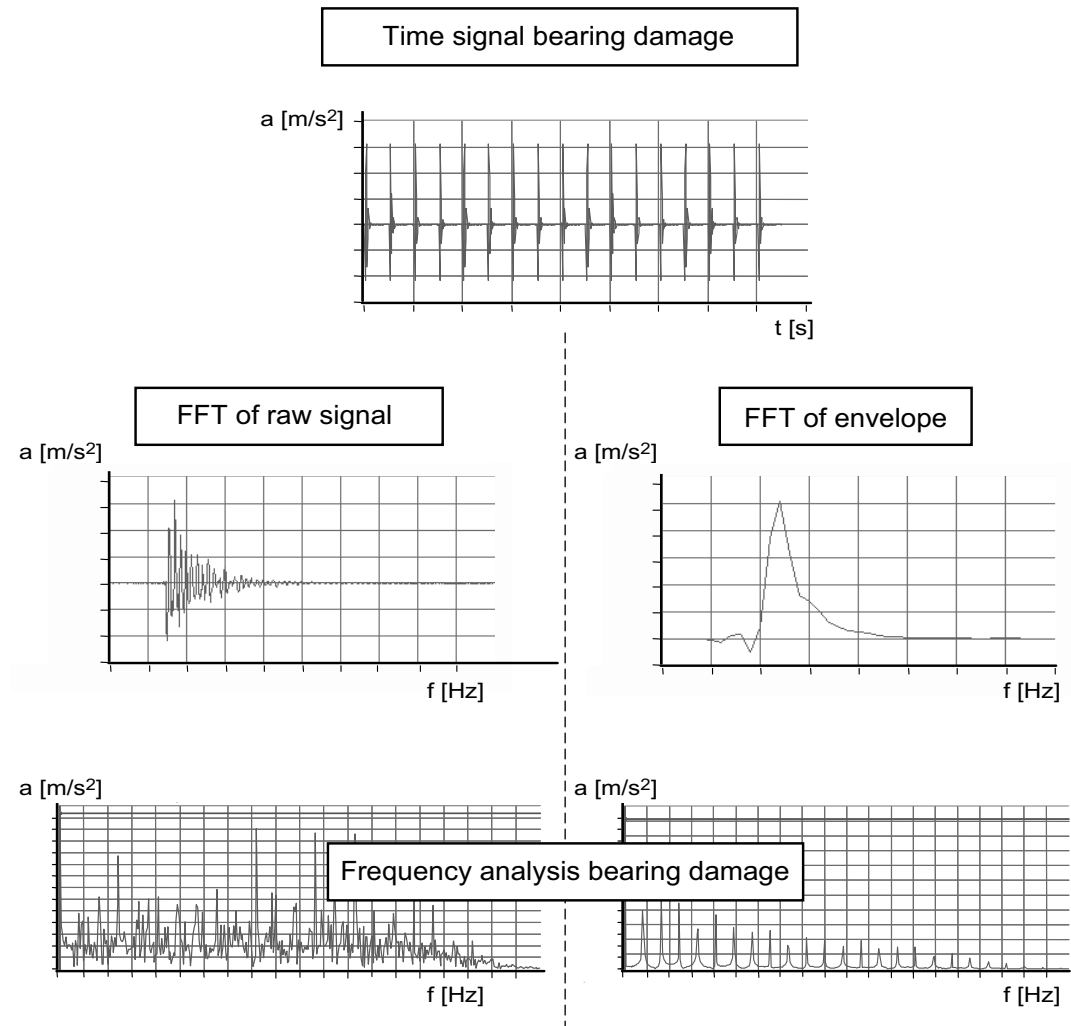 Time signal bearing damage
a [m/s²]
t [s]
FFT of raw signal
FFT of envelope
a [m/s²]
a [m/s²]
f [Hz]
f [Hz]
a [m/s²]
a [m/s²]
Frequency analysis bearing damage
f [Hz]
f [Hz]